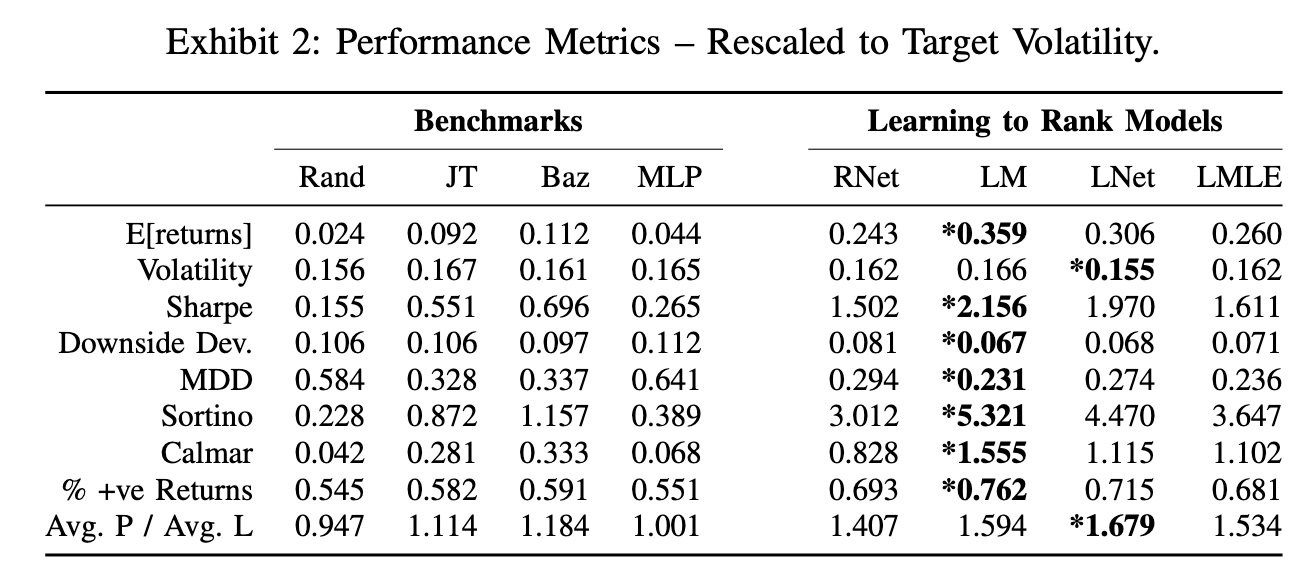 Exhibit 2: Performance Metrics – Rescaled to Target Volatility.
Benchmarks Learning to Rank Models
Rand JT Baz MLP RNet LM LNet LMLE
E[returns] 0.024 0.092 0.112 0.044 0.243 *0.359 0.306 0.260
Volatility 0.156 0.167 0.161 0.165 0.162 0.166 *0.155 0.162
Sharpe 0.155 0.551 0.696 0.265 1.502 *2.156 1.970 1.611
Downside Dev. 0.106 0.106 0.097 0.112 0.081 *0.067 0.068 0.071
MDD 0.584 0.328 0.337 0.641 0.294 *0.231 0.274 0.236
Sortino 0.228 0.872 1.157 0.389 3.012 *5.321 4.470 3.647
Calmar 0.042 0.281 0.333 0.068 0.828 *1.555 1.115 1.102
% +ve Returns 0.545 0.582 0.591 0.551 0.693 *0.762 0.715 0.681
Avg. P / Avg. L 0.947 1.114 1.184 1.001 1.407 1.594 *1.679 1.534